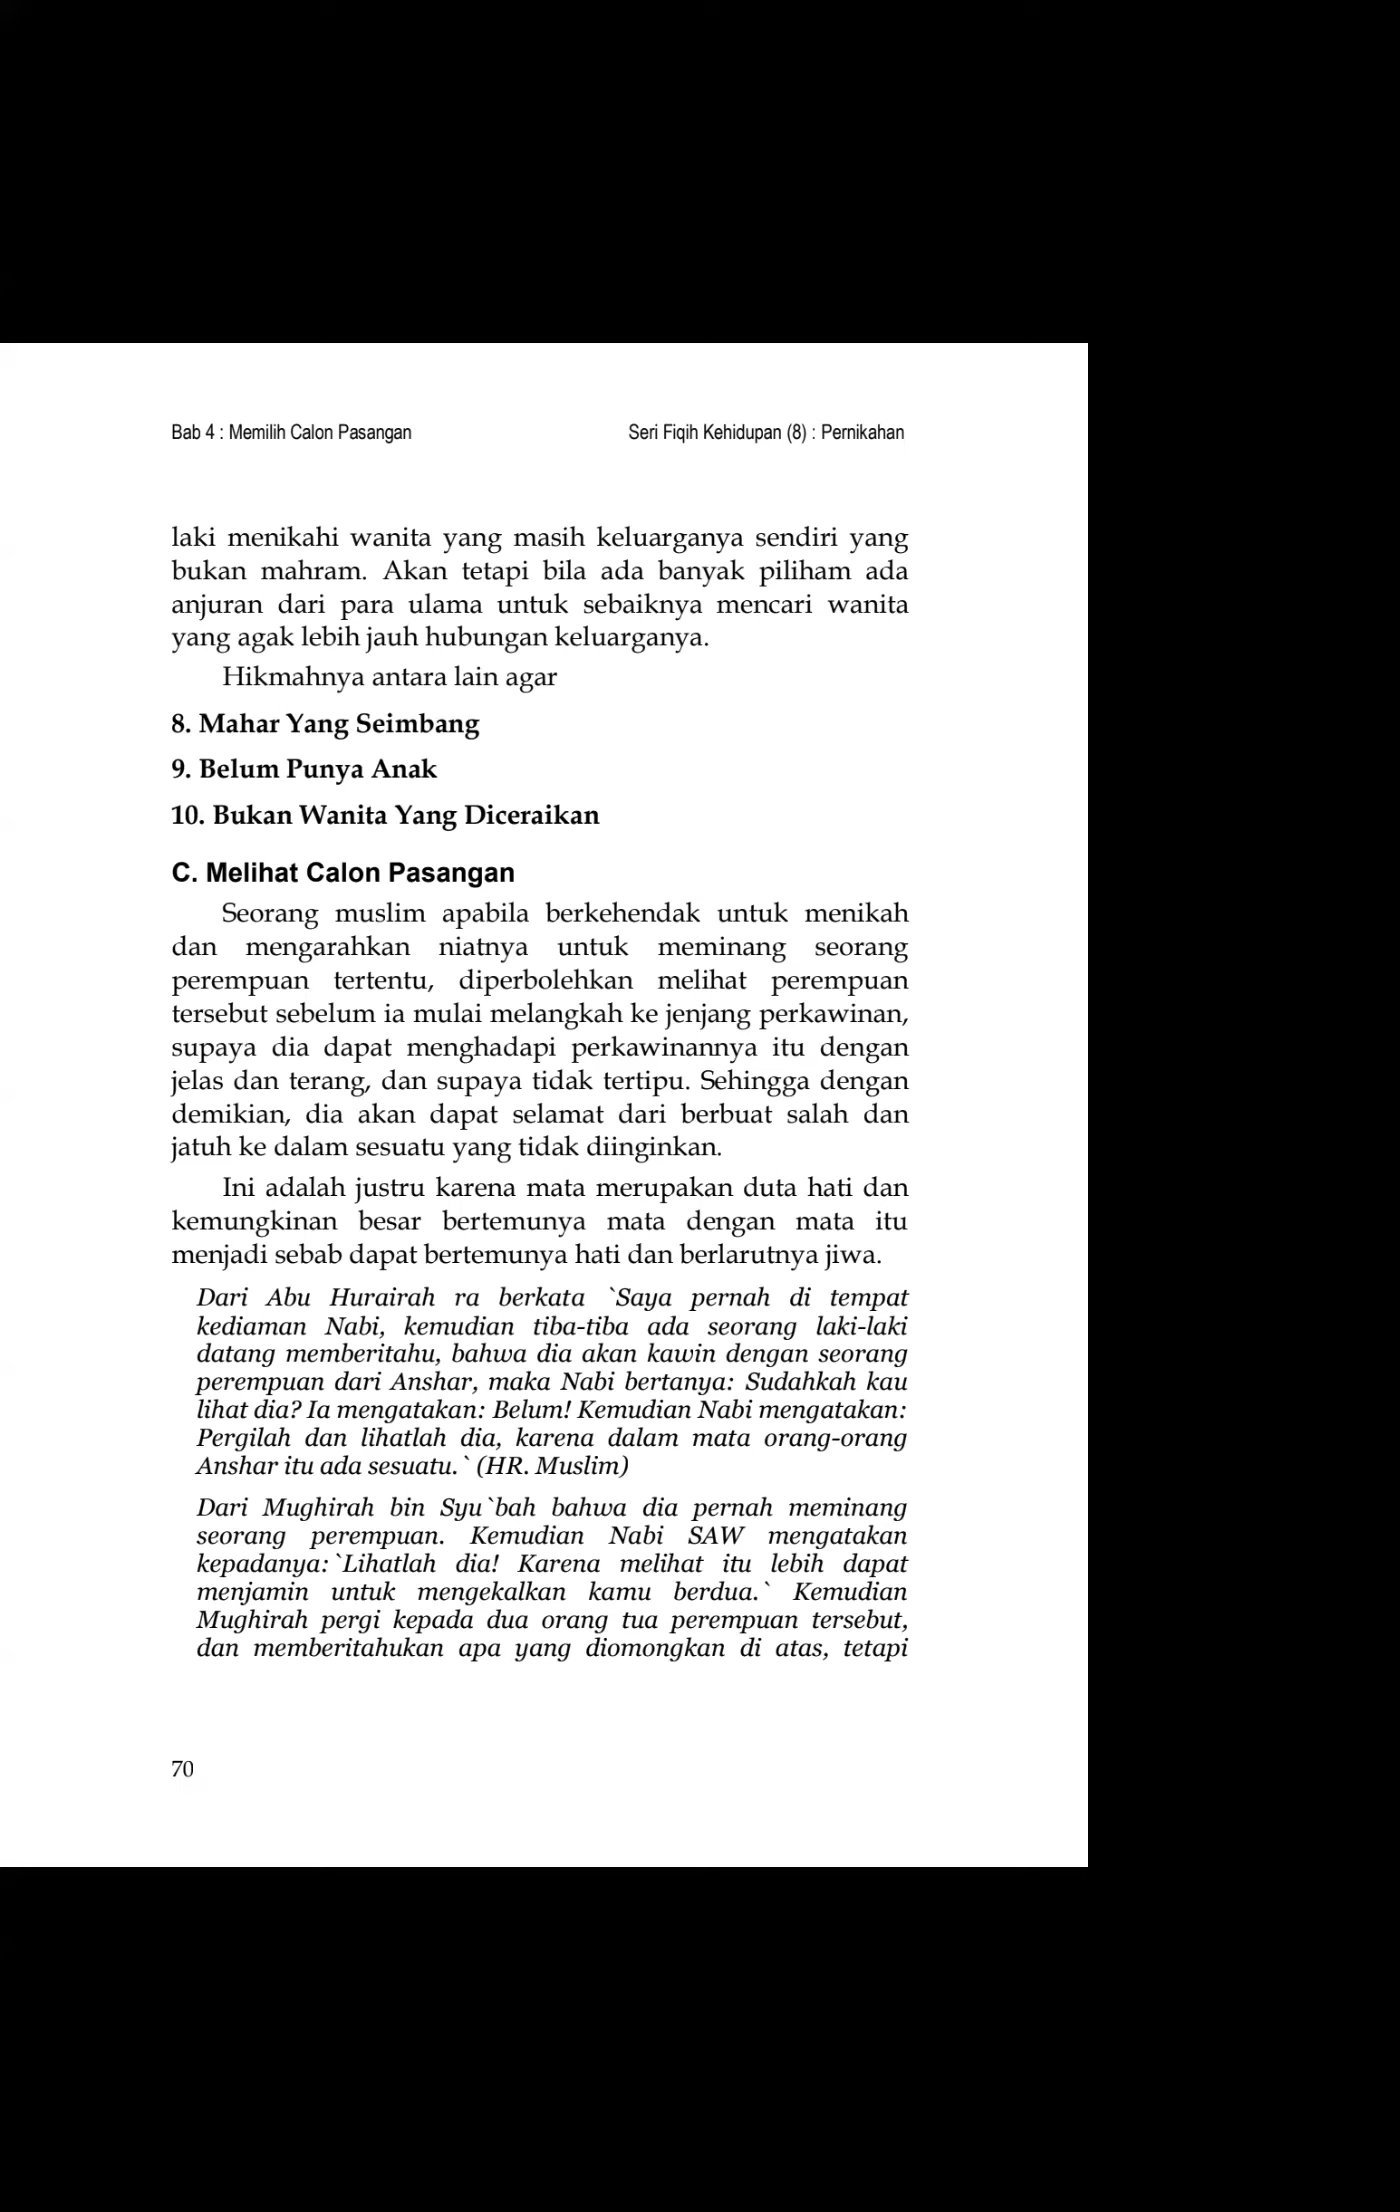 Bab 4 : Memilih Calon Pasangan Seri Fiqih Kehidupan (8) : Pernikahan
laki menikahi wanita yang masih keluarganya sendiri yang
bukan mahram. Akan tetapi bila ada banyak piliham ada
anjuran dari para ulama untuk sebaiknya mencari wanita
yang agak lebih jauh hubungan keluarganya.
Hikmahnya antara lain agar
8. Mahar Yang Seimbang
9. Belum Punya Anak
10. Bukan Wanita Yang Diceraikan
C. Melihat Calon Pasangan
Seorang muslim apabila berkehendak untuk menikah
dan mengarahkan niatnya untuk meminang seorang
perempuan tertentu, diperbolehkan melihat perempuan
tersebut sebelum ia mulai melangkah ke jenjang perkawinan,
supaya dia dapat menghadapi perkawinannya itu dengan
jelas dan terang, dan supaya tidak tertipu. Sehingga dengan
demikian, dia akan dapat selamat dari berbuat salah dan
jatuh ke dalam sesuatu yang tidak diinginkan.
Ini adalah justru karena mata merupakan duta hati dan
kemungkinan besar bertemunya mata dengan mata itu
menjadi sebab dapat bertemunya hati dan berlarutnya jiwa.
Dari Abu Hurairah ra berkata `Saya pernah di tempat
kediaman Nabi, kemudian tiba-tiba ada seorang laki-laki
datang memberitahu, bahwa dia akan kawin dengan seorang
perempuan dari Anshar, maka Nabi bertanya: Sudahkah kau
lihat dia? Ia mengatakan: Belum! Kemudian Nabi mengatakan:
Pergilah dan lihatlah dia, karena dalam mata orang-orang
Anshar itu ada sesuatu.` (HR. Muslim)
Dari Mughirah bin Syu`bah bahwa dia pernah meminang
seorang perempuan. Kemudian Nabi SAW mengatakan
kepadanya:`Lihatlah dia! Karena melihat itu lebih dapat
menjamin untuk mengekalkan kamu berdua.` Kemudian
Mughirah pergi kepada dua orang tua perempuan tersebut,
dan memberitahukan apa yang diomongkan di atas, tetapi
70